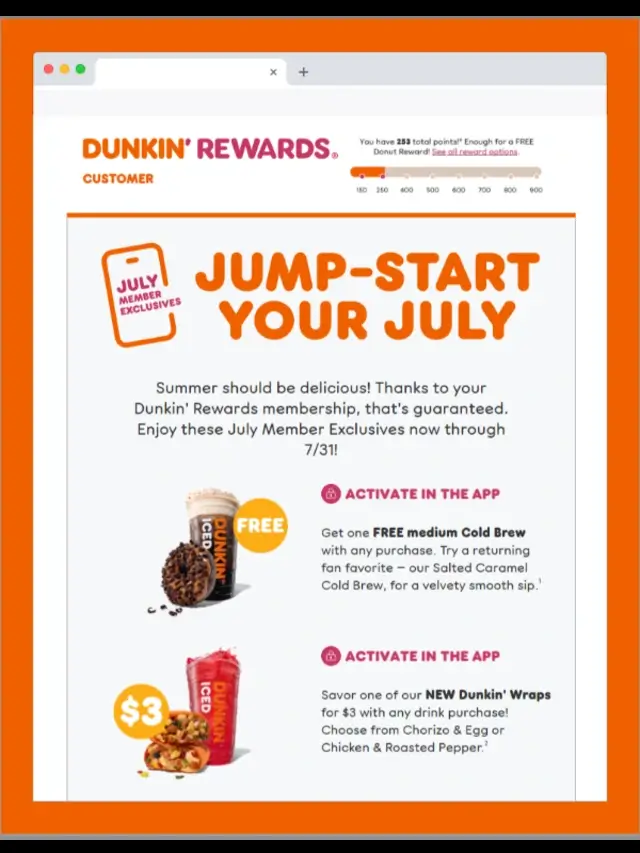 DUNKIN' REWARDS®
CUSTOMER
You have 253 total points!* Enough for a FREE
Donut Reward! See all reward options.
150 250 400 500 600 700 800 900
JULY
MEMBER
EXCLUSIVES
JUMP-START
YOUR JULY
Summer should be delicious! Thanks to your
Dunkin' Rewards membership, that's guaranteed.
Enjoy these July Member Exclusives now through
7/31!
FREE
DUNKIN'
ICED
ACTIVATE IN THE APP
Get one FREE medium Cold Brew
with any purchase. Try a returning
fan favorite – our Salted Caramel
Cold Brew, for a velvety smooth sip.¹
$3
DUNKIN'
ICED
ACTIVATE IN THE APP
Savor one of our NEW Dunkin' Wraps
for $3 with any drink purchase!
Choose from Chorizo & Egg or
Chicken & Roasted Pepper.²